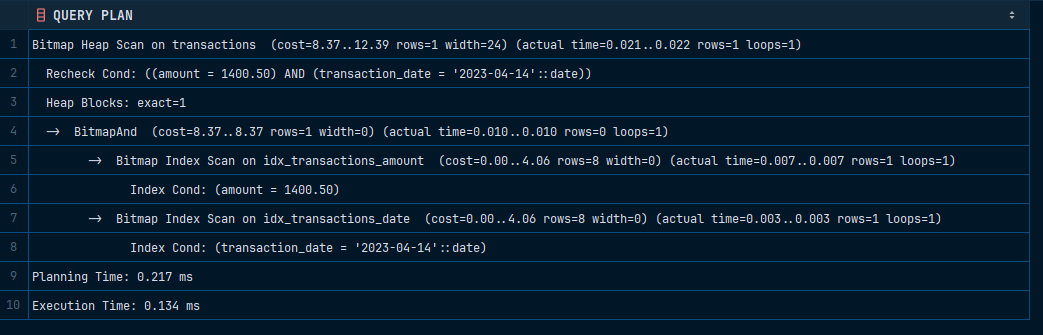 QUERY PLAN
1 Bitmap Heap Scan on transactions (cost=8.37..12.39 rows=1 width=24) (actual time=0.021..0.022 rows=1 loops=1)
2 Recheck Cond: ((amount = 1400.50) AND (transaction_date = '2023-04-14'::date))
3 Heap Blocks: exact=1
4 -> BitmapAnd (cost=8.37..8.37 rows=1 width=0) (actual time=0.010..0.010 rows=0 loops=1)
5 -> Bitmap Index Scan on idx_transactions_amount (cost=0.00..4.06 rows=8 width=0) (actual time=0.007..0.007 rows=1 loops=1)
6 Index Cond: (amount = 1400.50)
7 -> Bitmap Index Scan on idx_transactions_date (cost=0.00..4.06 rows=8 width=0) (actual time=0.003..0.003 rows=1 loops=1)
8 Index Cond: (transaction_date = '2023-04-14'::date)
9 Planning Time: 0.217 ms
10 Execution Time: 0.134 ms